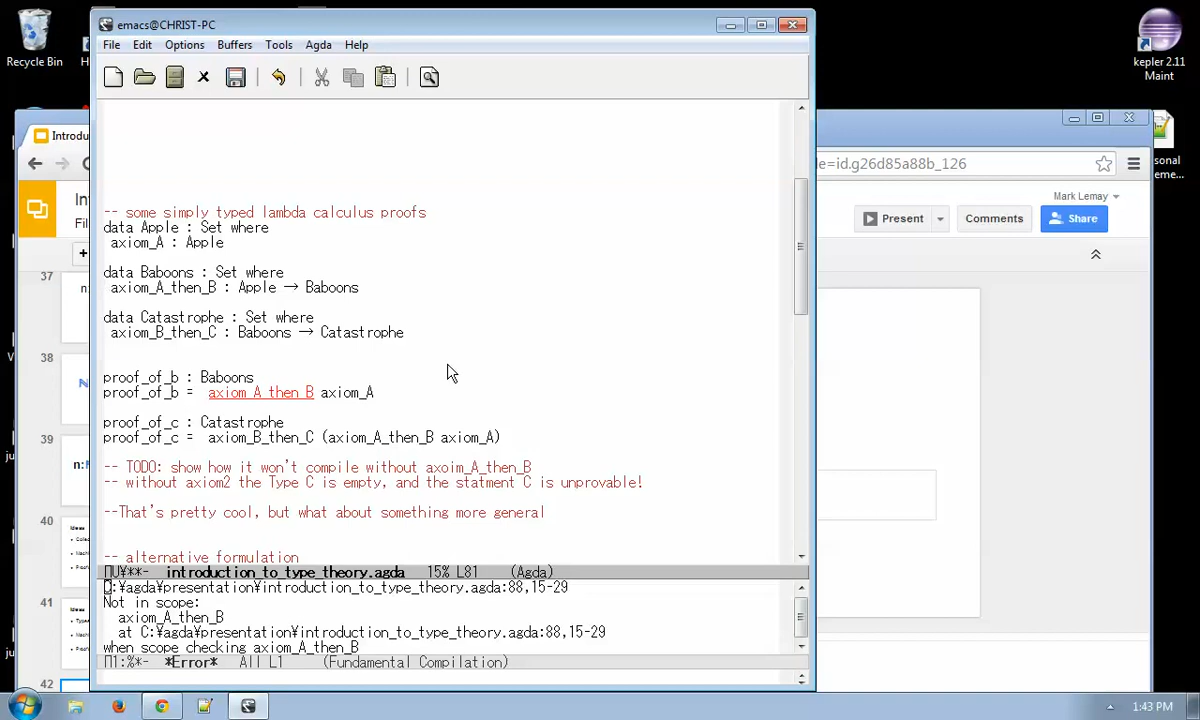 Recycle Bin
emacs@CHRIST-PC
File Edit Options Buffers Tools Agda Help
kepler 2.11
Maint
Introdu
=id.g26d85a88b_126
sonal
eme...
In
Fil
Mark Lemay
Present
Comments
Share
37
38
39
40
41
42
-- some simply typed lambda calculus proofs
data Apple : Set where
axiom_A : Apple
data Baboons : Set where
axiom_A_then_B : Apple → Baboons
data Catastrophe : Set where
axiom_B_then_C : Baboons → Catastrophe
proof_of_b : Baboons
proof_of_b = axiom_A_then_B axiom_A
proof_of_c : Catastrophe
proof_of_c = axiom_B_then_C (axiom_A_then_B axiom_A)
-- TODO: show how it won't compile without axoim_A_then_B
-- without axiom2 the Type C is empty, and the statment C is unprovable!
--That's pretty cool, but what about something more general
-- alternative formulation
introduction_to_type_theory.agda 15% L81 (Agda)
:¥agda¥presentation¥introduction_to_type_theory.agda:88,15-29
Not in scope:
axiom_A_then_B
at C:¥agda¥presentation¥introduction_to_type_theory.agda:88,15-29
when scope checking axiom_A_then_B
*Error* All L1 (Fundamental Compilation)
1:43 PM